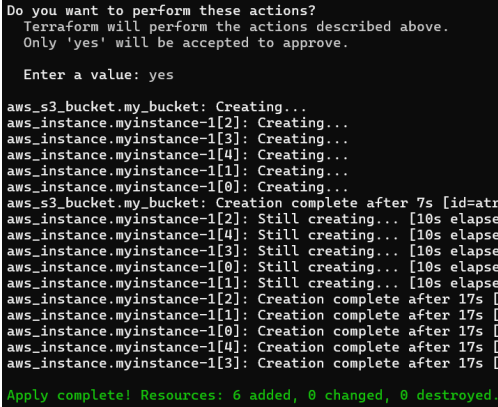 Do you want to perform these actions?
Terraform will perform the actions described above.
Only 'yes' will be accepted to approve.
Enter a value: yes
aws_s3_bucket.my_bucket: Creating...
aws_instance.myinstance-1[2]: Creating...
aws_instance.myinstance-1[3]: Creating...
aws_instance.myinstance-1[4]: Creating...
aws_instance.myinstance-1[1]: Creating...
aws_instance.myinstance-1[0]: Creating...
aws_s3_bucket.my_bucket: Creation complete after 7s [id=atr
aws_instance.myinstance-1[2]: Still creating... [10s elapse
aws_instance.myinstance-1[4]: Still creating... [10s elapse
aws_instance.myinstance-1[3]: Still creating... [10s elapse
aws_instance.myinstance-1[0]: Still creating... [10s elapse
aws_instance.myinstance-1[1]: Still creating... [10s elapse
aws_instance.myinstance-1[2]: Creation complete after 17s [
aws_instance.myinstance-1[1]: Creation complete after 17s [
aws_instance.myinstance-1[0]: Creation complete after 17s [
aws_instance.myinstance-1[4]: Creation complete after 17s [
aws_instance.myinstance-1[3]: Creation complete after 17s [
Apply complete! Resources: 6 added, 0 changed, 0 destroyed.